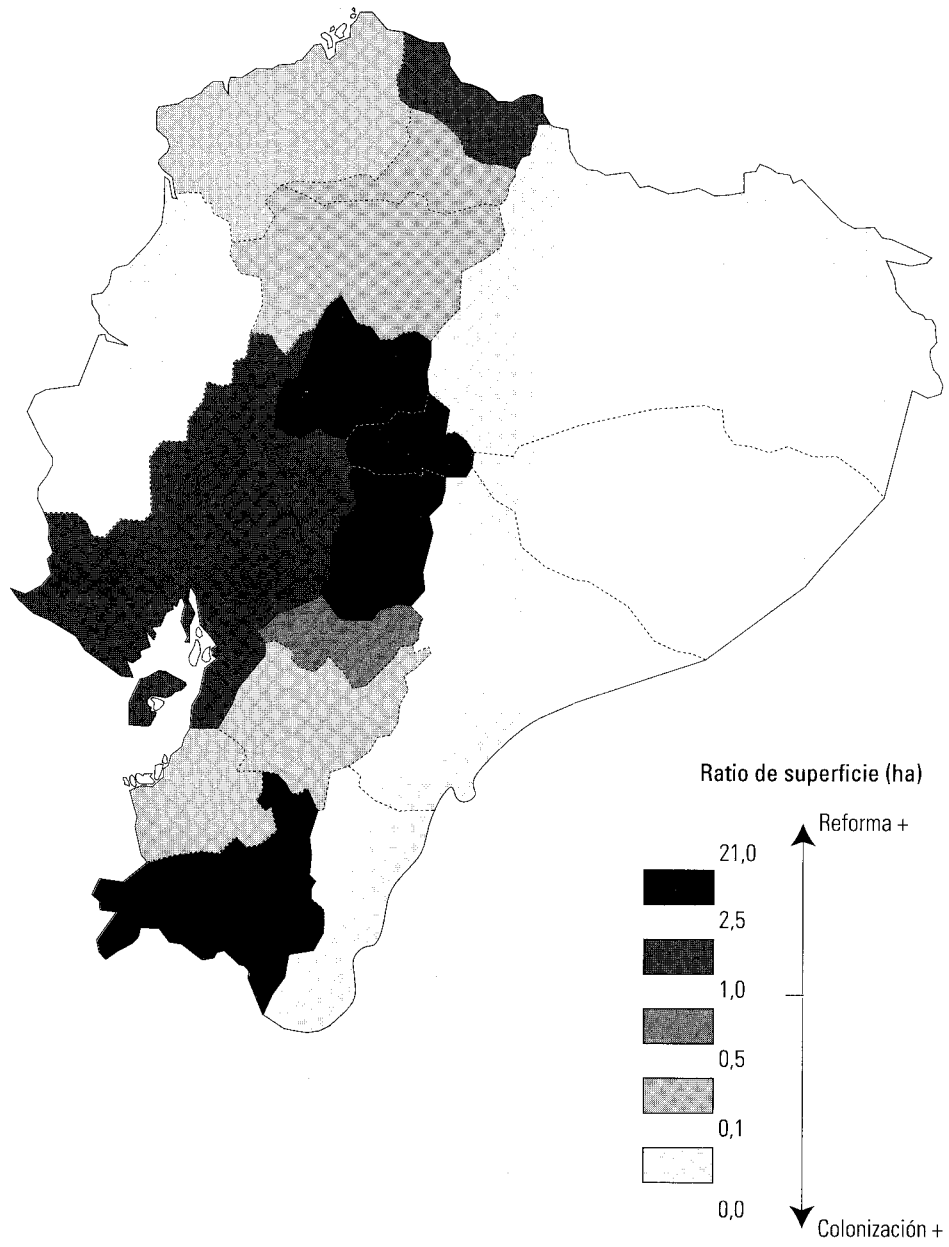 Ratio de superficie (ha)
Reforma +
21,0
2,5
1,0
0,5
0,1
0,0
Colonización +